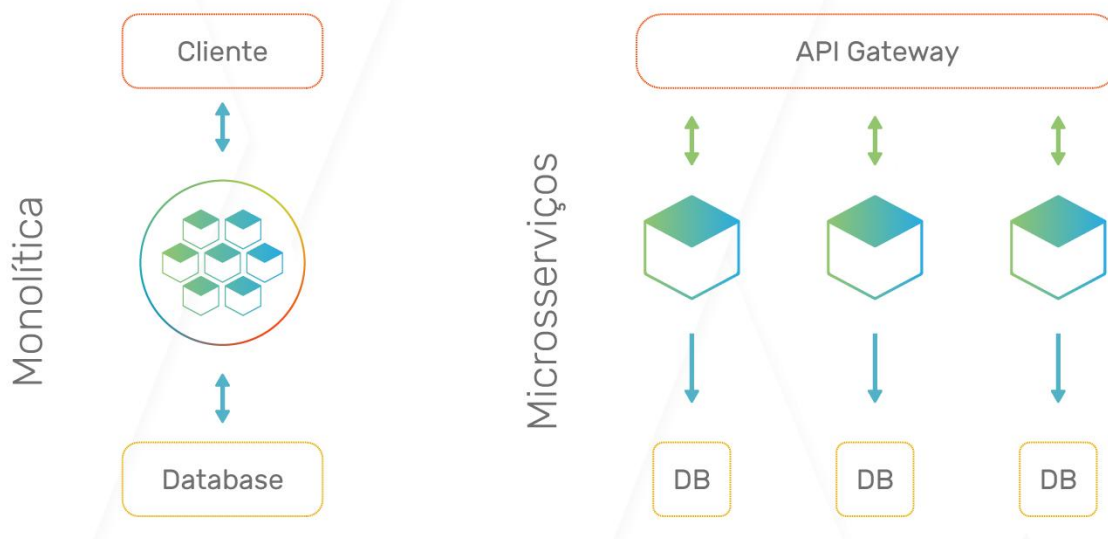 Monolítica
Cliente
Database
Microsserviços
API Gateway
DB
DB
DB